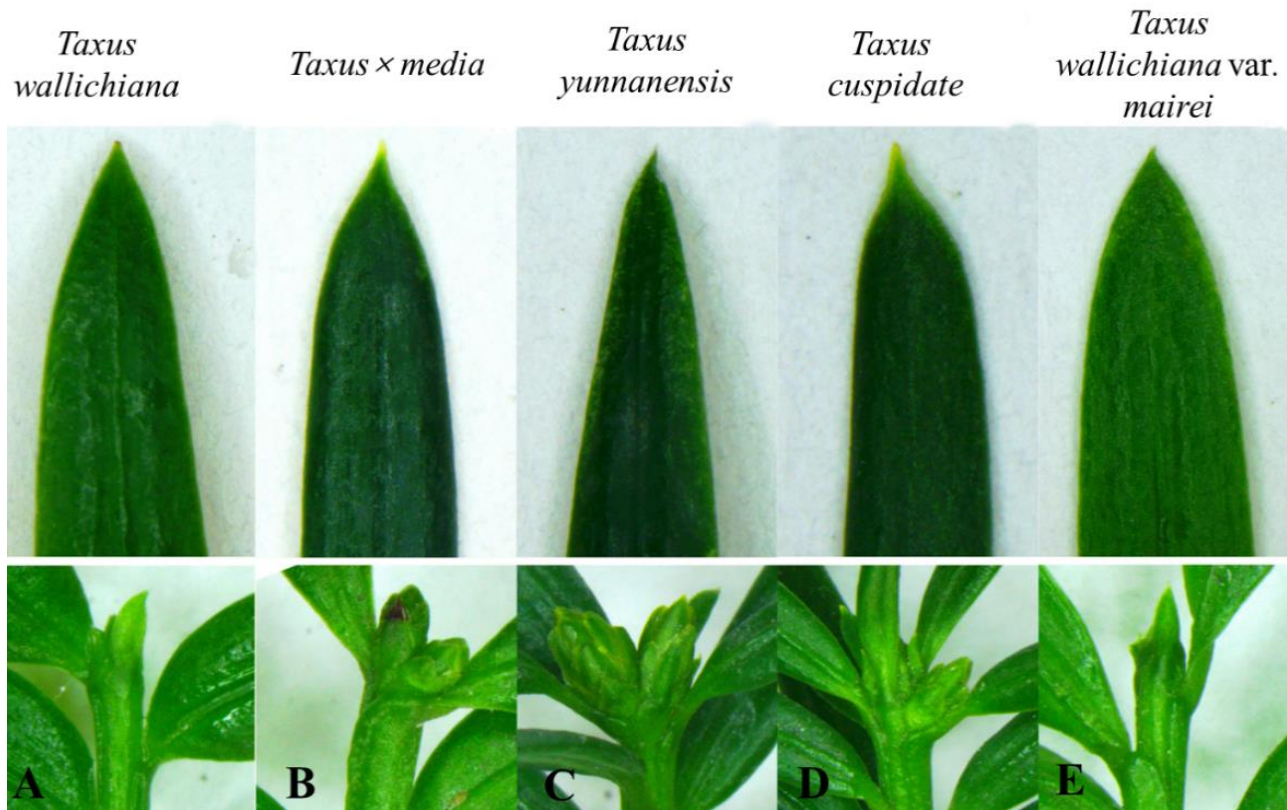 Taxus
wallichiana
Taxus × media
Taxus
yunnanensis
Taxus
cuspidate
Taxus
wallichiana var.
mairei
A
B
C
D
E